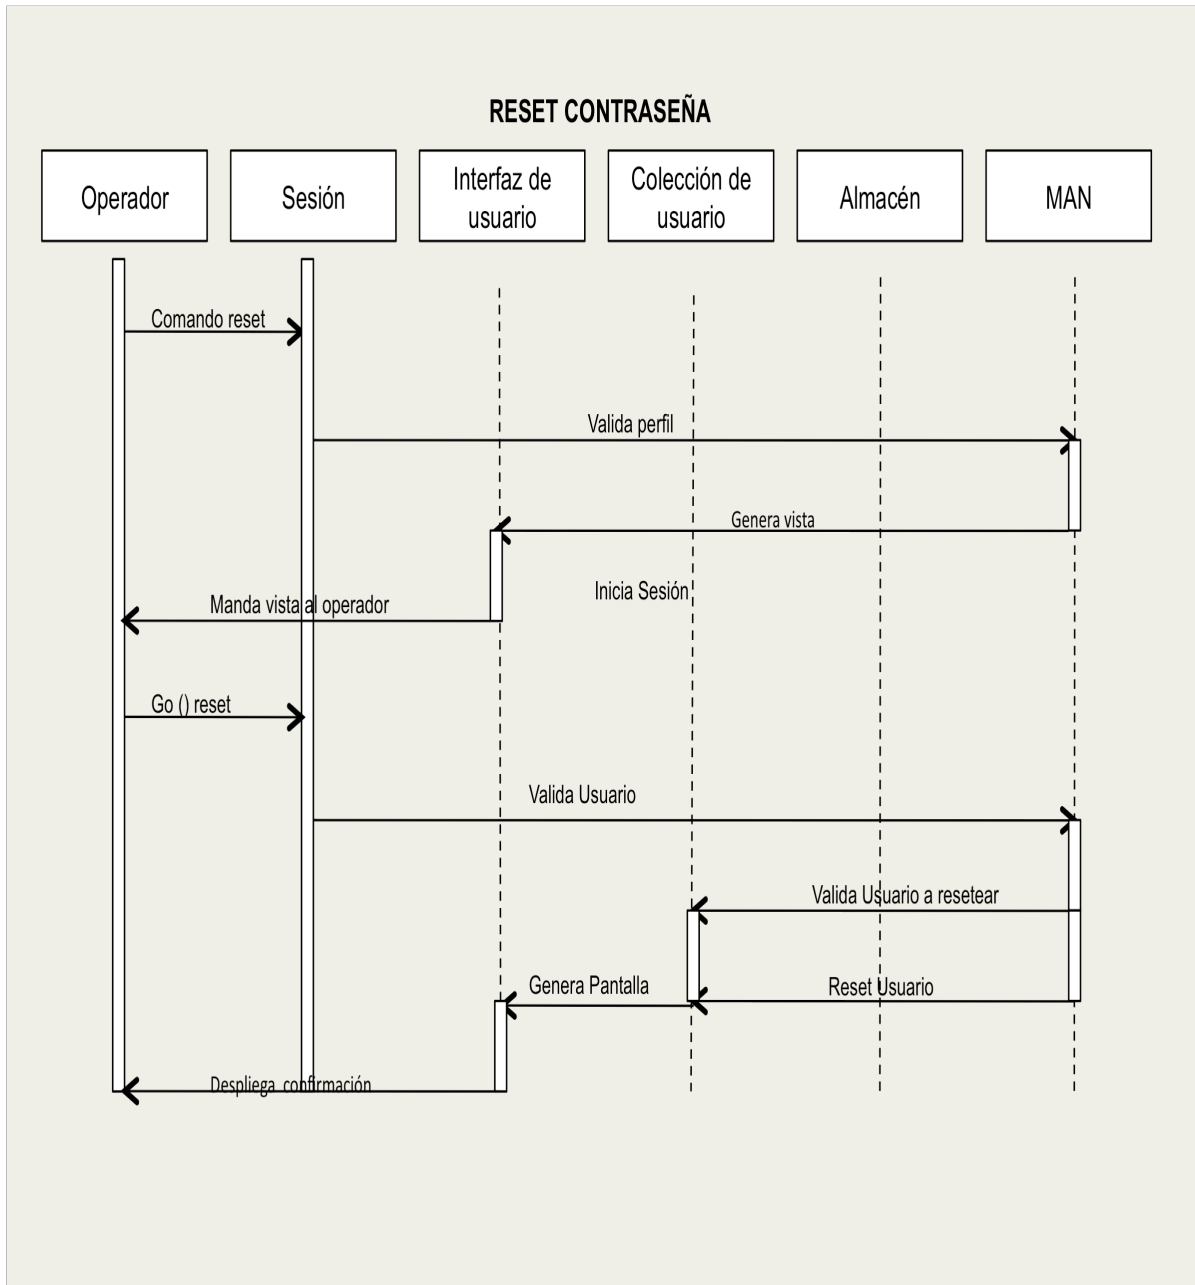 RESET CONTRASEÑA
Operador
Sesión
Interfaz de
usuario
Colección de
usuario
Almacén
MAN
Comando reset
Valida perfil
Genera vista
Inicia Sesión
Manda vista al operador
Go () reset
Valida Usuario
Valida Usuario a resetear
Genera Pantalla
Reset Usuario
Despliega confirmación